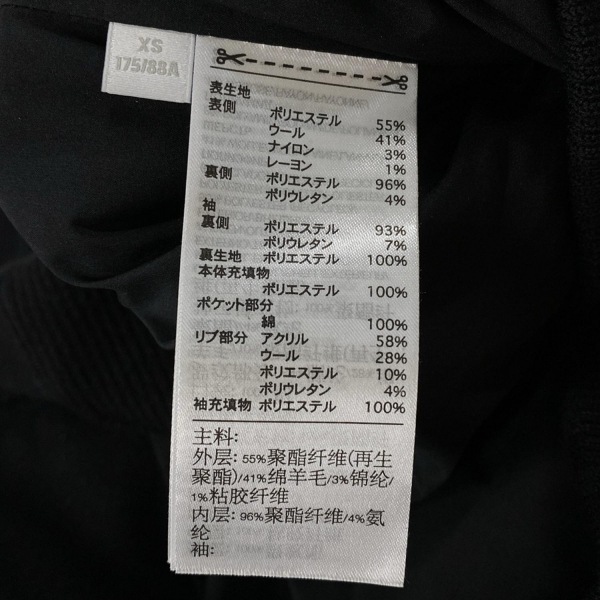 XS
175/88A
表生地
表側 ポリエステル 55%
ウール 41%
ナイロン 3%
レーヨン 1%
裏側 ポリエステル 96%
ポリウレタン 4%
袖
裏側 ポリエステル 93%
ポリウレタン 7%
裏生地 ポリエステル 100%
本体充填物
ポリエステル 100%
ポケット部分
綿 100%
リブ部分 アクリル 58%
ウール 28%
ポリエステル 10%
ポリウレタン 4%
袖充填物 ポリエステル 100%
主料:
外层: 55%聚酯纤维(再生
聚酯)/41%绵羊毛/3%锦纶/
1%粘胶纤维
内层: 96%聚酯纤维/4%氨
纶
袖: